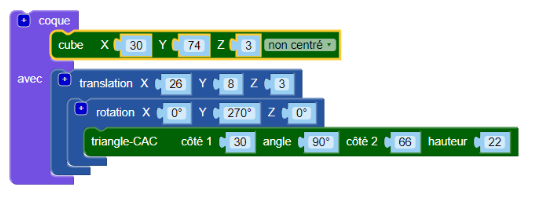 coque
cube X 30 Y 74 Z 3 non centré
avec translation X 26 Y 8 Z 3
rotation X 0° Y 270° Z 0°
triangle-CAC côté 1 30 angle 90° côté 2 66 hauteur 22